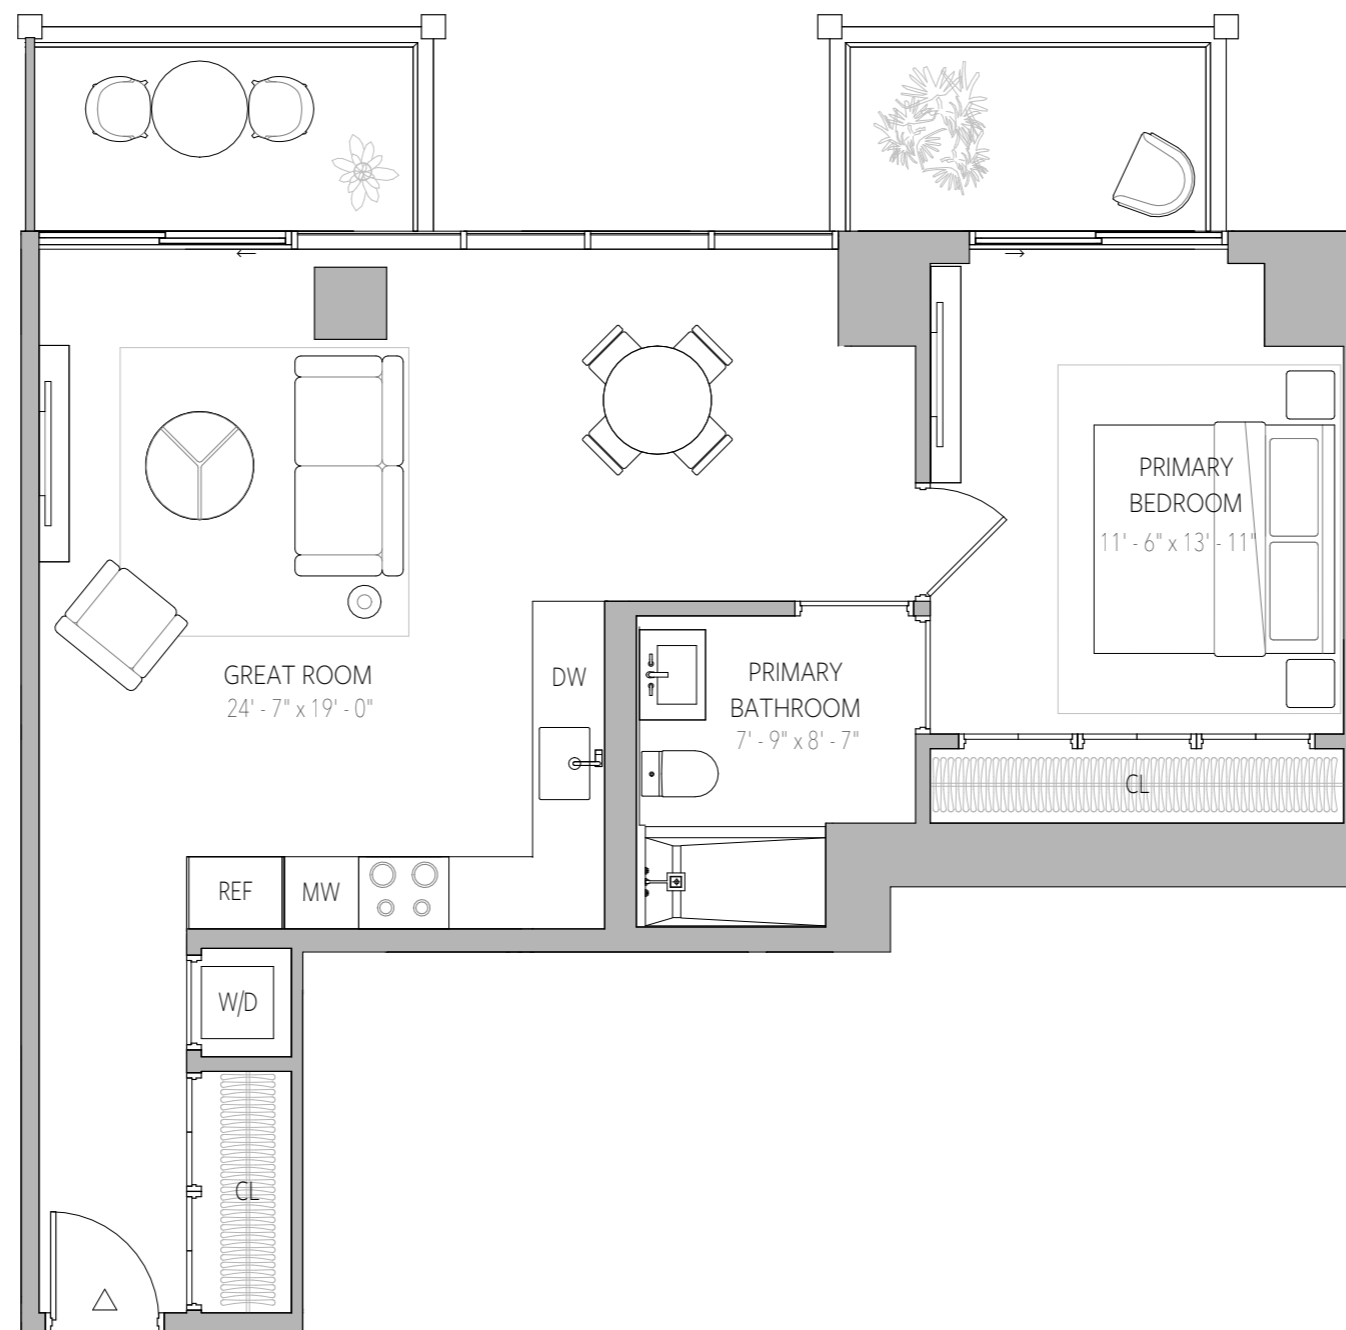 PRIMARY
BEDROOM
11' - 6" x 13' - 11"
GREAT ROOM
24' - 7" x 19' - 0"
DW
PRIMARY
BATHROOM
7' - 9" x 8' - 7"
CL
REF
MW
W/D
CL